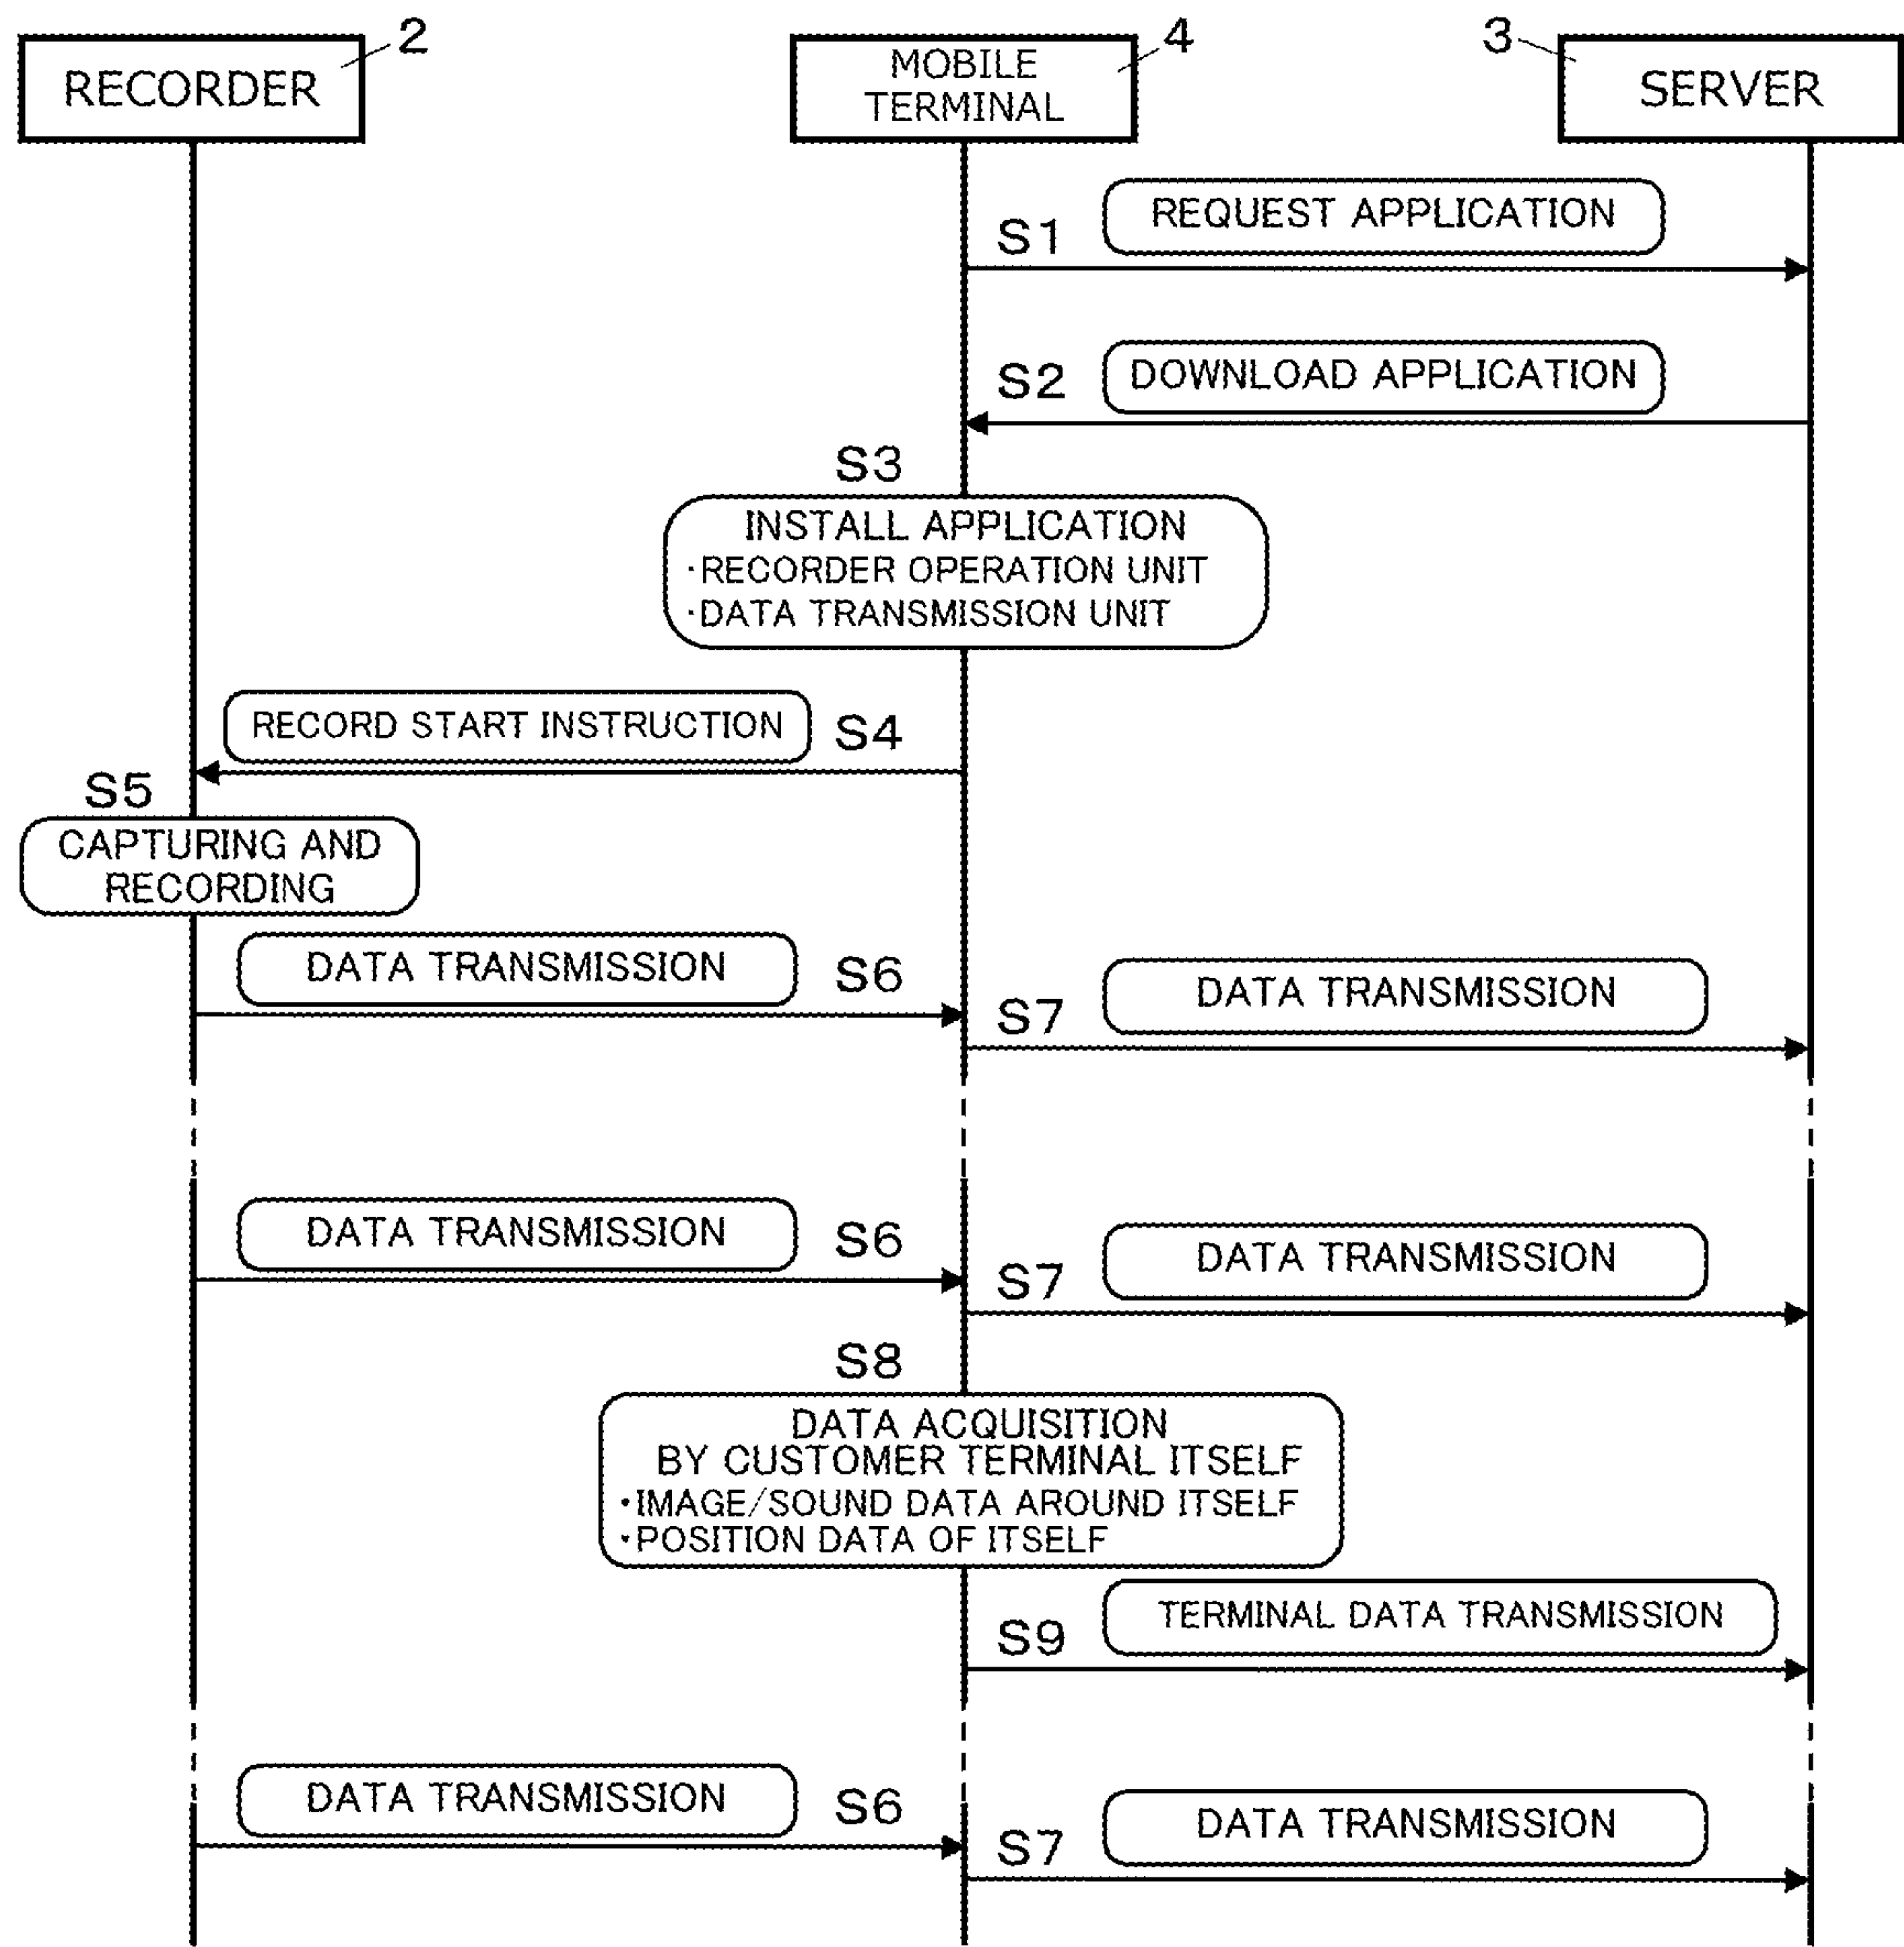 RECORDER
2
MOBILE
TERMINAL
4
3
SERVER
S1
REQUEST APPLICATION
S2
DOWNLOAD APPLICATION
S3
INSTALL APPLICATION
·RECORDER OPERATION UNIT
·DATA TRANSMISSION UNIT
RECORD START INSTRUCTION
S4
S5
CAPTURING AND
RECORDING
DATA TRANSMISSION
S6
S7
DATA TRANSMISSION
DATA TRANSMISSION
S6
S7
DATA TRANSMISSION
S8
DATA ACQUISITION
BY CUSTOMER TERMINAL ITSELF
·IMAGE/SOUND DATA AROUND ITSELF
·POSITION DATA OF ITSELF
S9
TERMINAL DATA TRANSMISSION
DATA TRANSMISSION
S6
S7
DATA TRANSMISSION